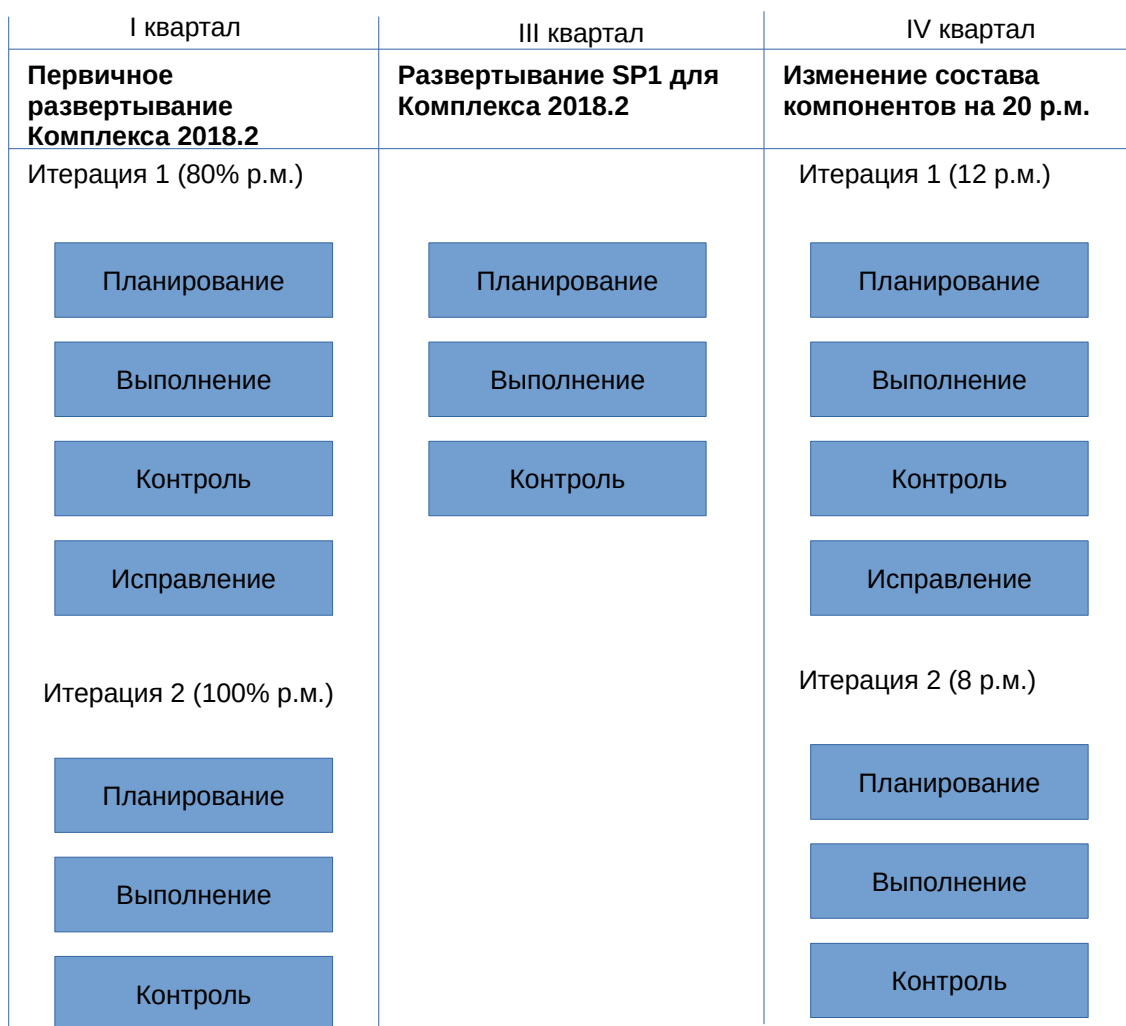 I квартал
III квартал
IV квартал
Первичное
развертывание
Комплекса 2018.2
Развертывание SP1 для
Комплекса 2018.2
Изменение состава
компонентов на 20 р.м.
Итерация 1 (80% р.м.)
Планирование
Выполнение
Контроль
Исправление
Итерация 2 (100% р.м.)
Планирование
Выполнение
Контроль
Планирование
Выполнение
Контроль
Итерация 1 (12 р.м.)
Планирование
Выполнение
Контроль
Исправление
Итерация 2 (8 р.м.)
Планирование
Выполнение
Контроль